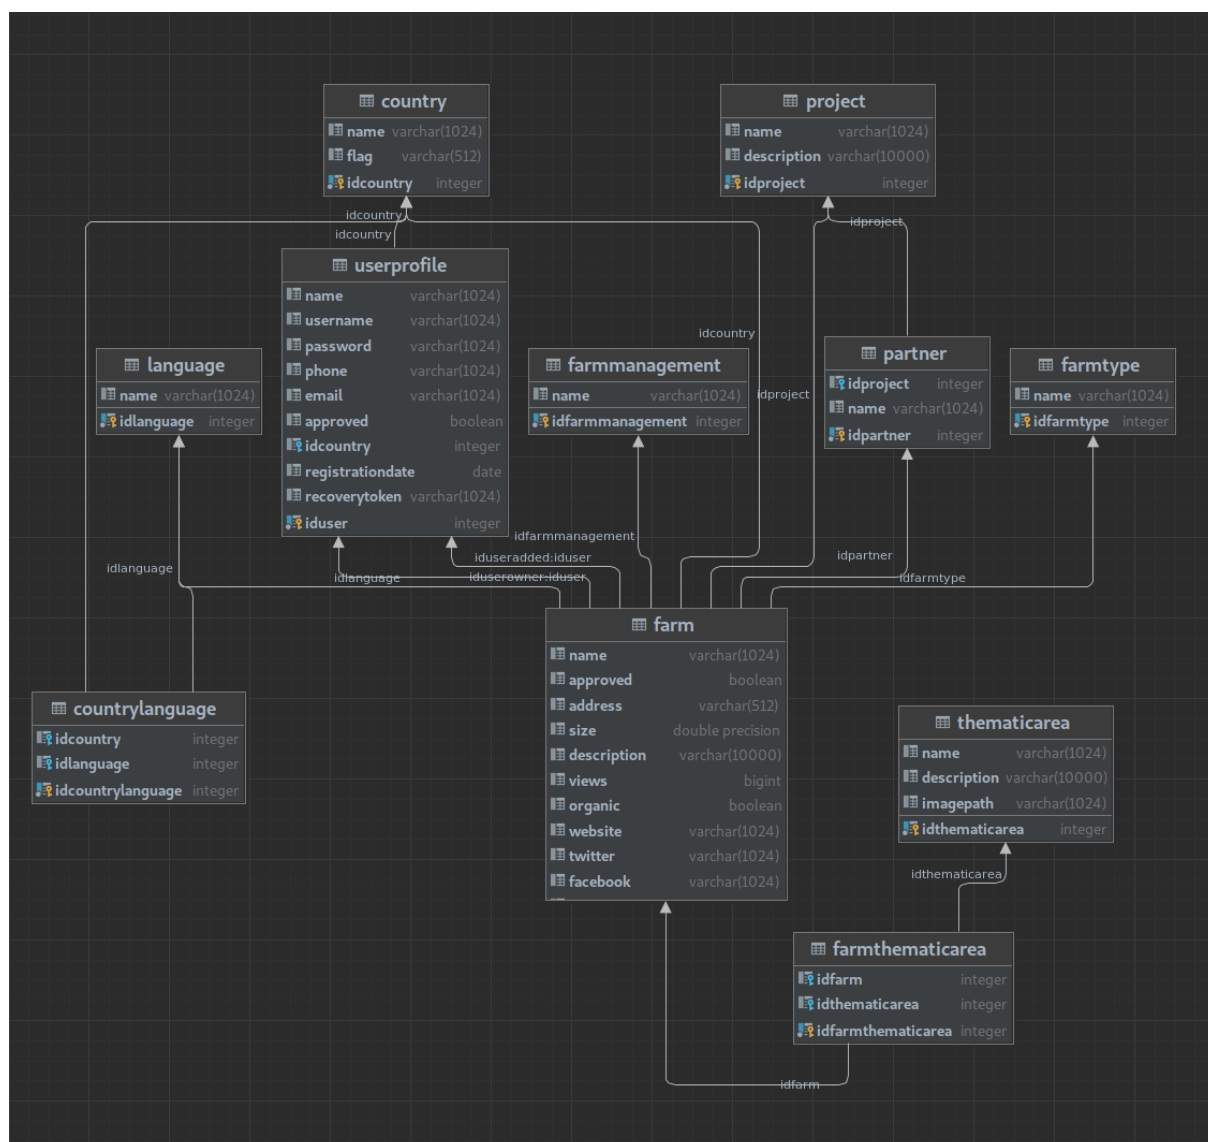 country
name varchar(1024)
flag varchar(512)
idcountry integer
project
name varchar(1024)
description varchar(10000)
idproject integer
idcountry
idcountry
idproject
userprofile
name varchar(1024)
username varchar(1024)
password varchar(1024)
phone varchar(1024)
email varchar(1024)
approved boolean
idcountry integer
registrationdate date
recoverytoken varchar(1024)
iduser integer
language
name varchar(1024)
idlanguage integer
idcountry
farmmanagement
name varchar(1024)
idfarmmanagement integer
idproject
partner
idproject integer
name varchar(1024)
idpartner integer
farmtype
name varchar(1024)
idfarmtype integer
idfarmmanagement
iduseradded:iduser
idpartner
idlanguage
idlanguage
iduserowner:iduser
idfarmtype
farm
name varchar(1024)
approved boolean
address varchar(512)
size double precision
description varchar(10000)
views bigint
organic boolean
website varchar(1024)
twitter varchar(1024)
facebook varchar(1024)
countrylanguage
idcountry integer
idlanguage integer
idcountrylanguage integer
thematicarea
name varchar(1024)
description varchar(10000)
imagepath varchar(1024)
idthematicarea integer
idthematicarea
farmthematicarea
idfarm integer
idthematicarea integer
idfarmthematicarea integer
idfarm